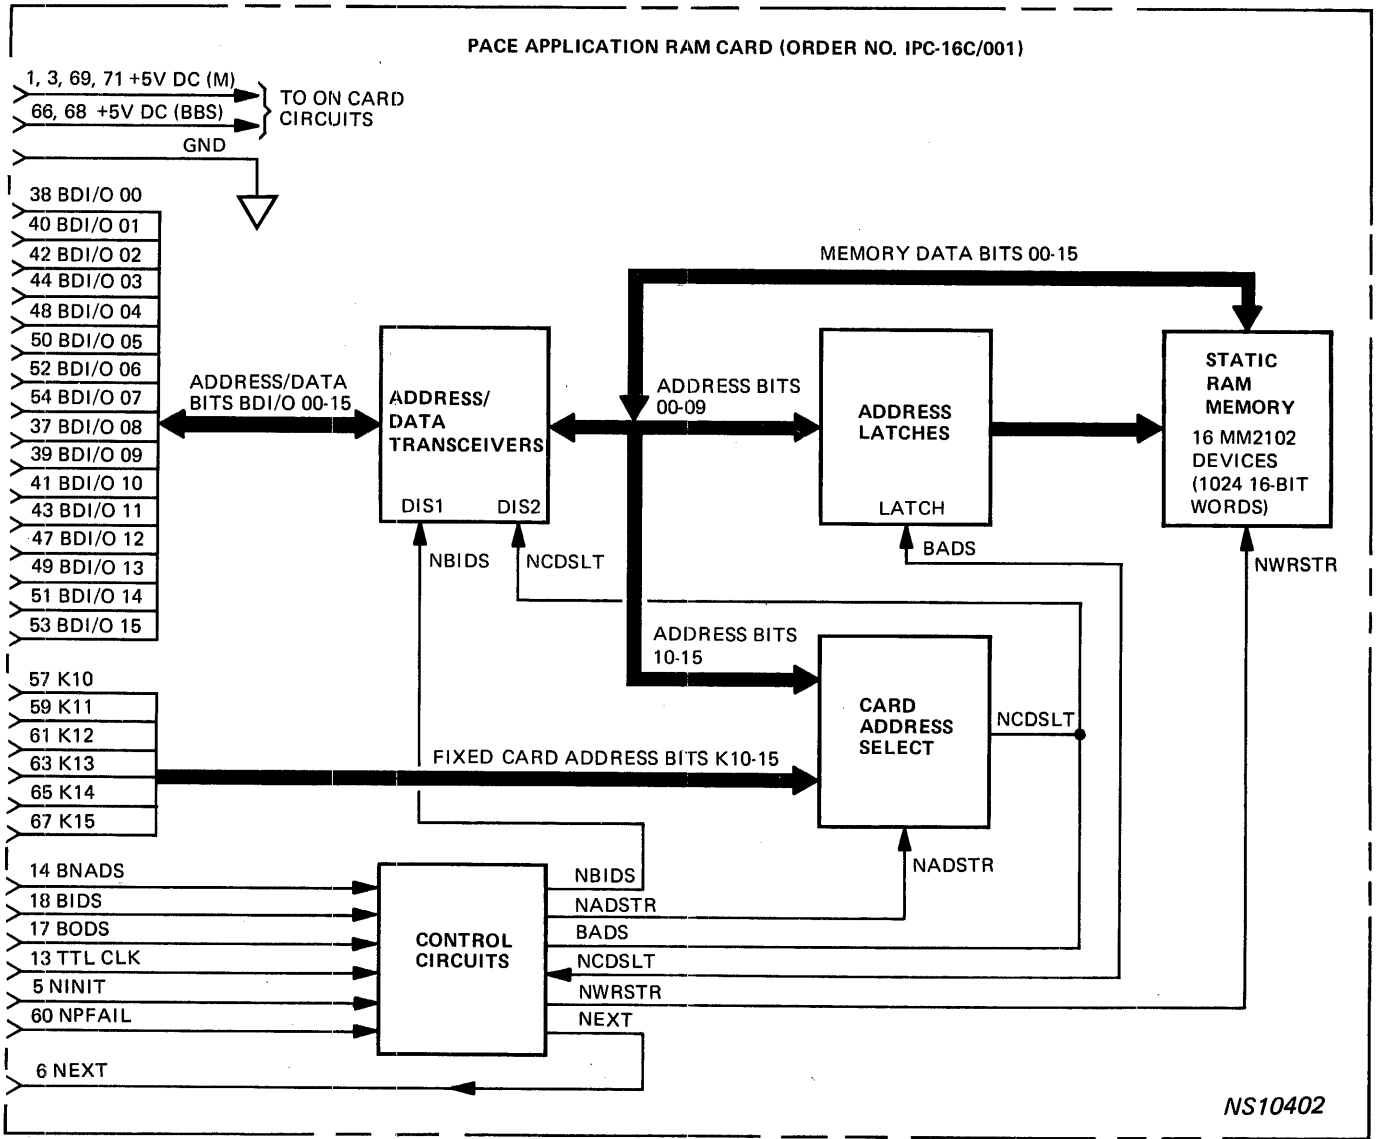 PACE APPLICATION RAM CARD (ORDER NO. IPC-16C/001)
1, 3, 69, 71 +5V DC (M)
66, 68 +5V DC (BBS)
TO ON CARD
CIRCUITS
GND
38 BDI/O 00
40 BDI/O 01
42 BDI/O 02
44 BDI/O 03
48 BDI/O 04
50 BDI/O 05
52 BDI/O 06
54 BDI/O 07
37 BDI/O 08
39 BDI/O 09
41 BDI/O 10
43 BDI/O 11
47 BDI/O 12
49 BDI/O 13
51 BDI/O 14
53 BDI/O 15
ADDRESS/DATA
BITS BDI/O 00-15
ADDRESS/
DATA
TRANSCEIVERS
DIS1 DIS2
NBIDS
NCDSLT
MEMORY DATA BITS 00-15
ADDRESS BITS
00-09
ADDRESS
LATCHES
LATCH
BADS
STATIC
RAM
MEMORY
16 MM2102
DEVICES
(1024 16-BIT
WORDS)
NWRSTR
ADDRESS BITS
10-15
CARD
ADDRESS
SELECT
NCDSLT
NADSTR
57 K10
59 K11
61 K12
63 K13
65 K14
67 K15
FIXED CARD ADDRESS BITS K10-15
14 BNADS
18 BIDS
17 BODS
13 TTL CLK
5 NINIT
60 NPFAIL
6 NEXT
CONTROL
CIRCUITS
NBIDS
NADSTR
BADS
NCDSLT
NWRSTR
NEXT
NS10402